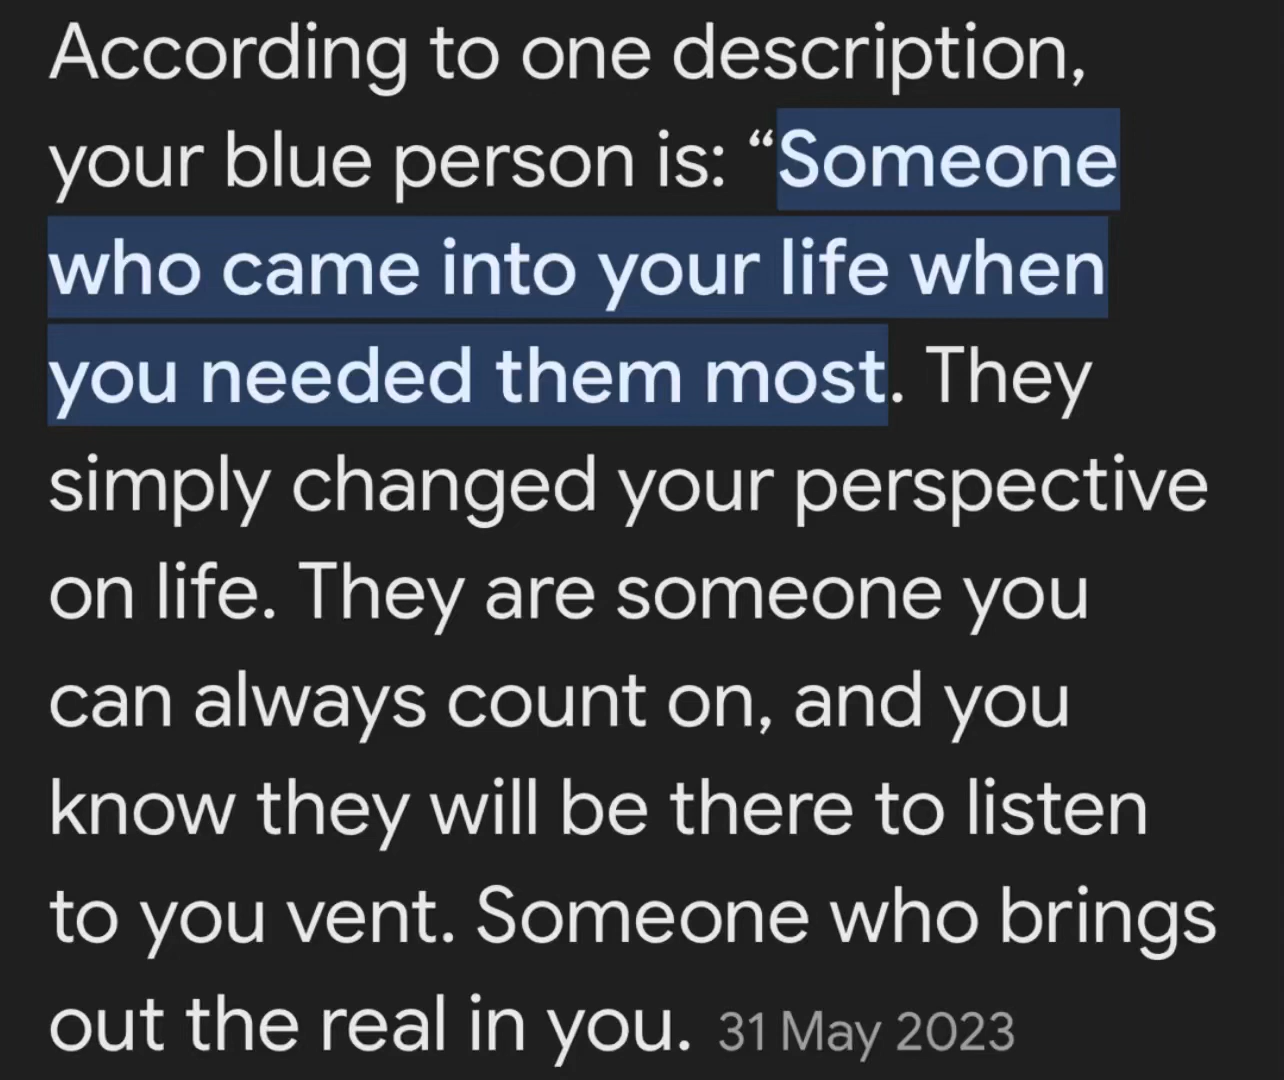 According to one description,
your blue person is: “Someone
who came into your life when
you needed them most. They
simply changed your perspective
on life. They are someone you
can always count on, and you
know they will be there to listen
to you vent. Someone who brings
out the real in you. 31 May 2023